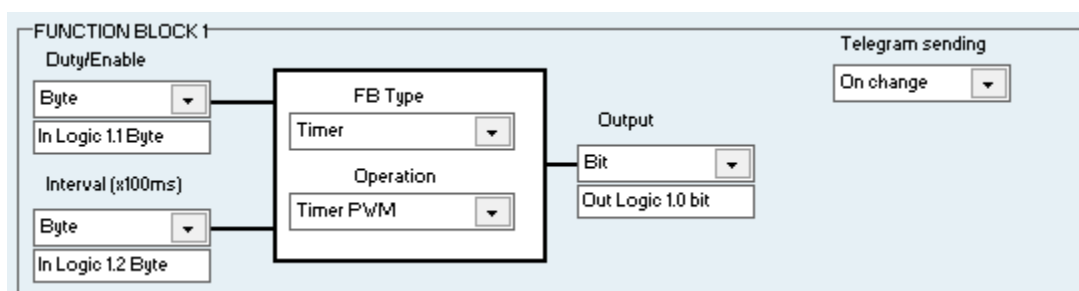 FUNCTION BLOCK 1
Duty/Enable
Byte
In Logic 1.1 Byte
Interval (x100ms)
Byte
In Logic 1.2 Byte
FB Type
Timer
Operation
Timer PWM
Output
Bit
Out Logic 1.0 bit
Telegram sending
On change